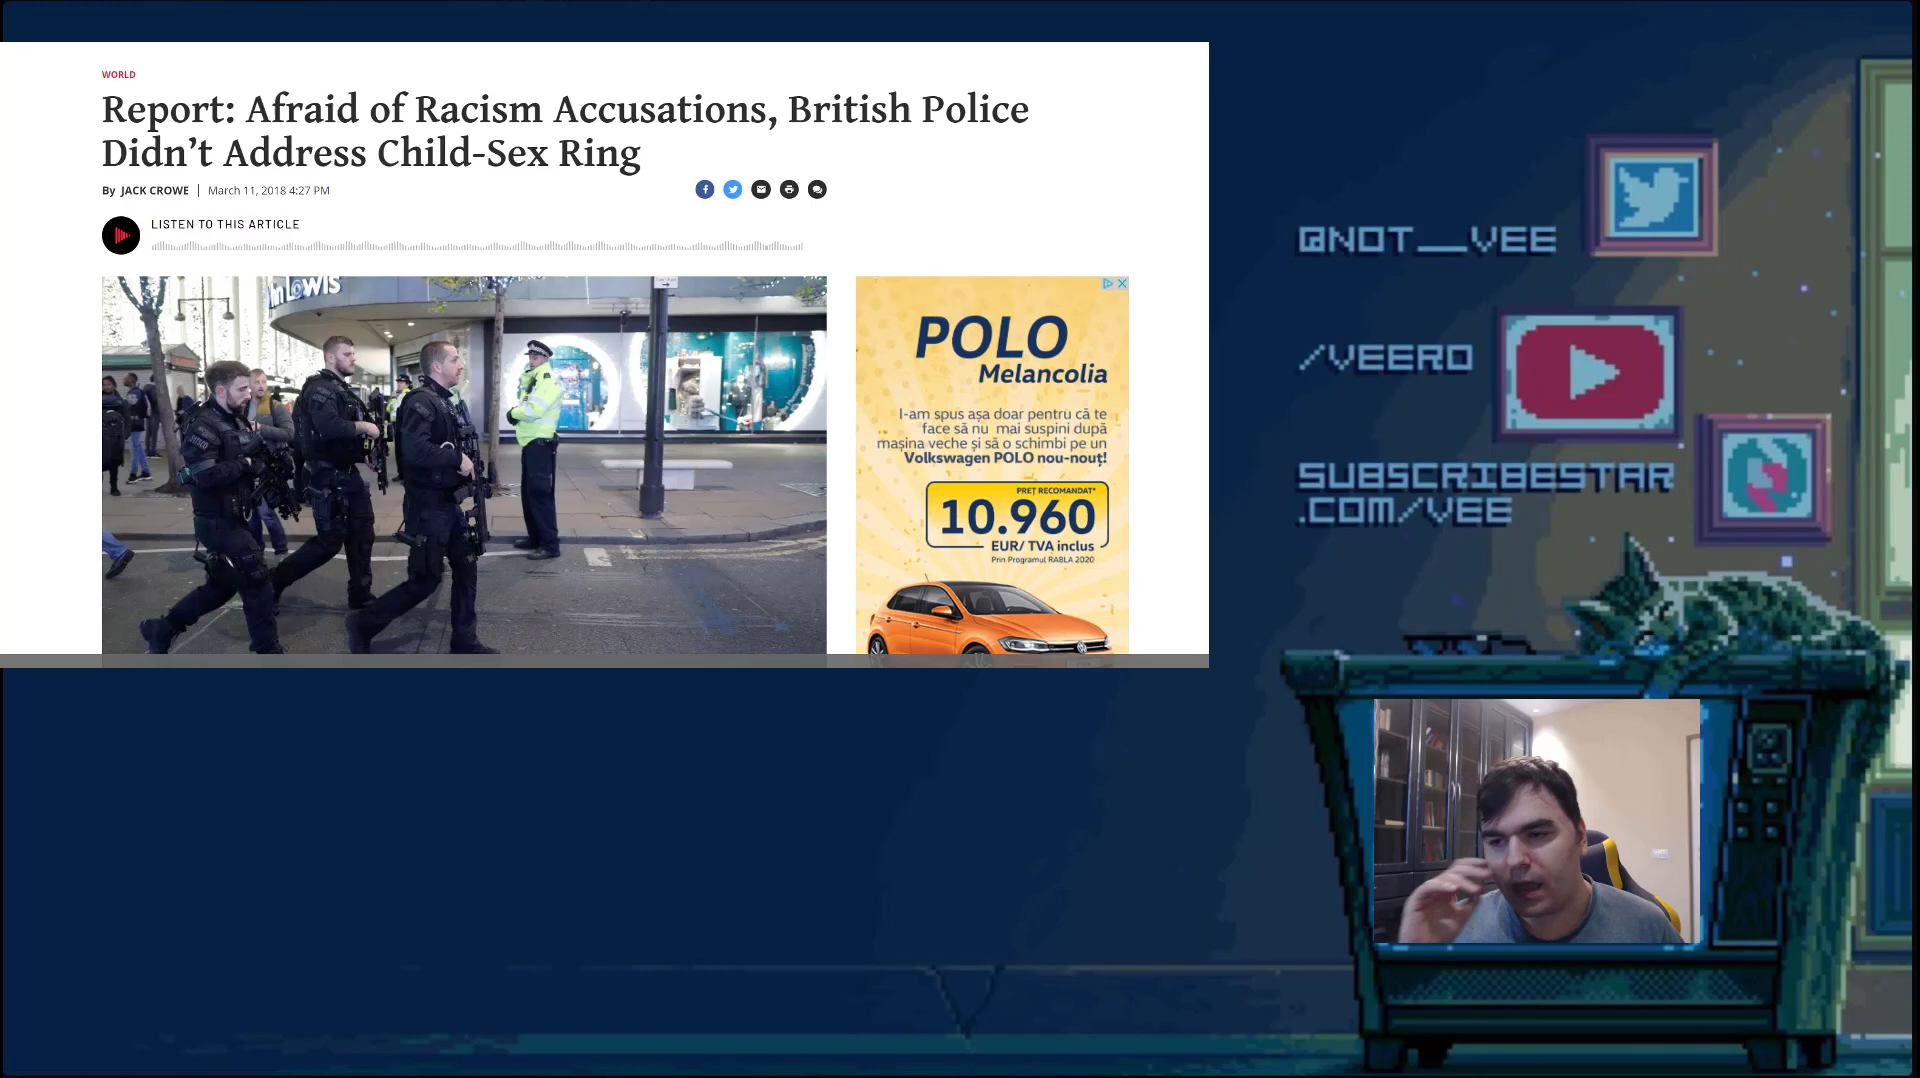 WORLD
Report: Afraid of Racism Accusations, British Police
Didn't Address Child-Sex Ring
By JACK CROWE | March 11, 2018 4:27 PM
LISTEN TO THIS ARTICLE
n Lewis
POLO
Melancolia
I-am spus așa doar pentru că te
face să nu mai suspini după
mașina veche și să o schimbi pe un
Volkswagen POLO nou-nouț!
PREȚ RECOMANDAT*
10.960
EUR/ TVA inclus
Prin Programul RABLA 2020
@NOT__VEE
/VEERO
SUBSCRIBESTAR
.COM/VEE